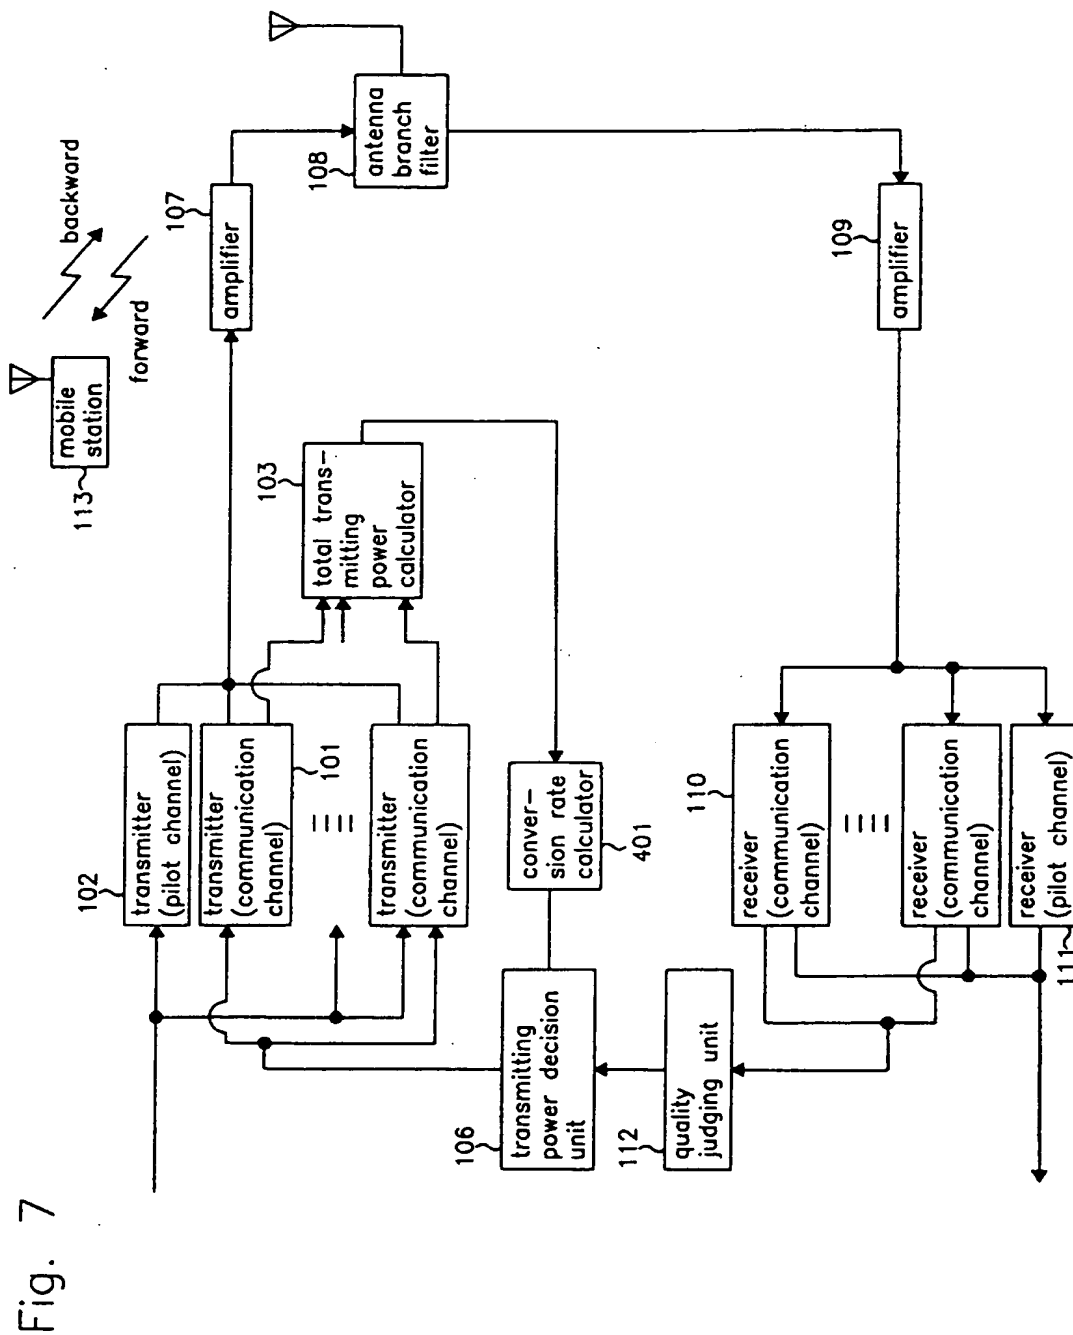 Fig. 7
113
mobile
station
backward
forward
102
transmitter
(pilot channel)
transmitter
(communication
channel)
101
transmitter
(communication
channel)
103
total trans-
mitting
power
calculator
107
amplifier
108
antenna
branch
filter
106
transmitting
power decision
unit
conver-
sion rate
calculator
401
112
quality
judging unit
110
receiver
(communication
channel)
receiver
(communication
channel)
receiver
(pilot channel)
111
109
amplifier